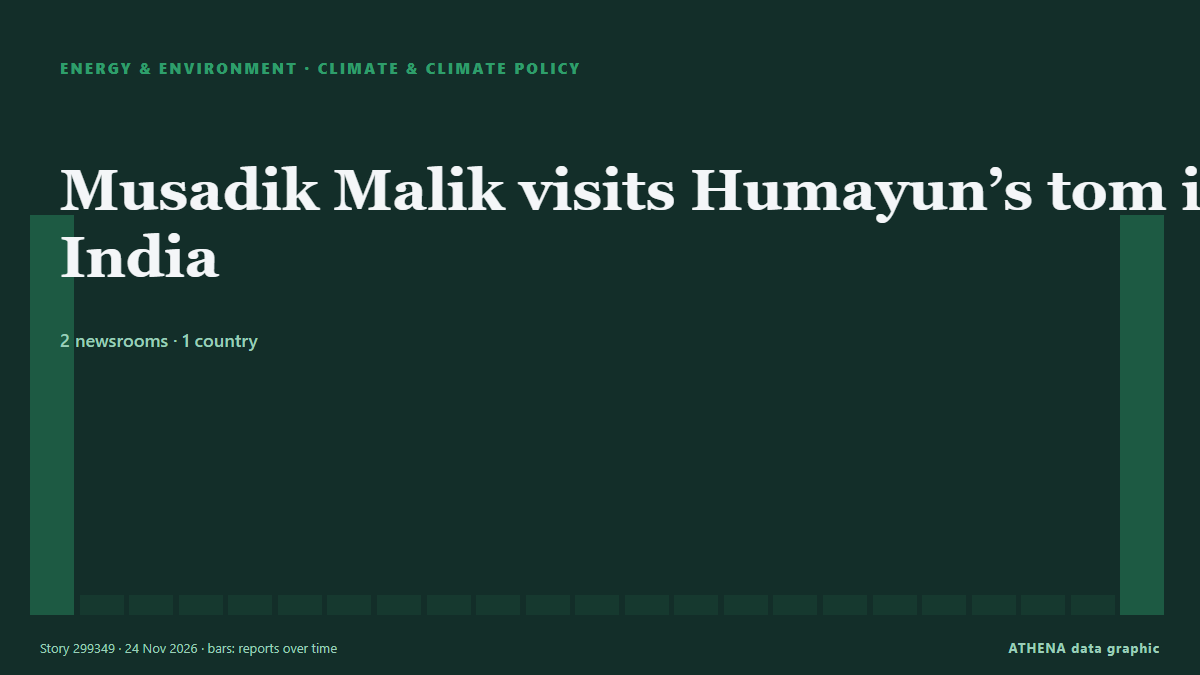 ENERGY & ENVIRONMENT · CLIMATE & CLIMATE POLICY
Musadik Malik visits Humayun’s tom i
India
2 newsrooms · 1 country
Story 299349 · 24 Nov 2026 · bars: reports over time
ATHENA data graphic